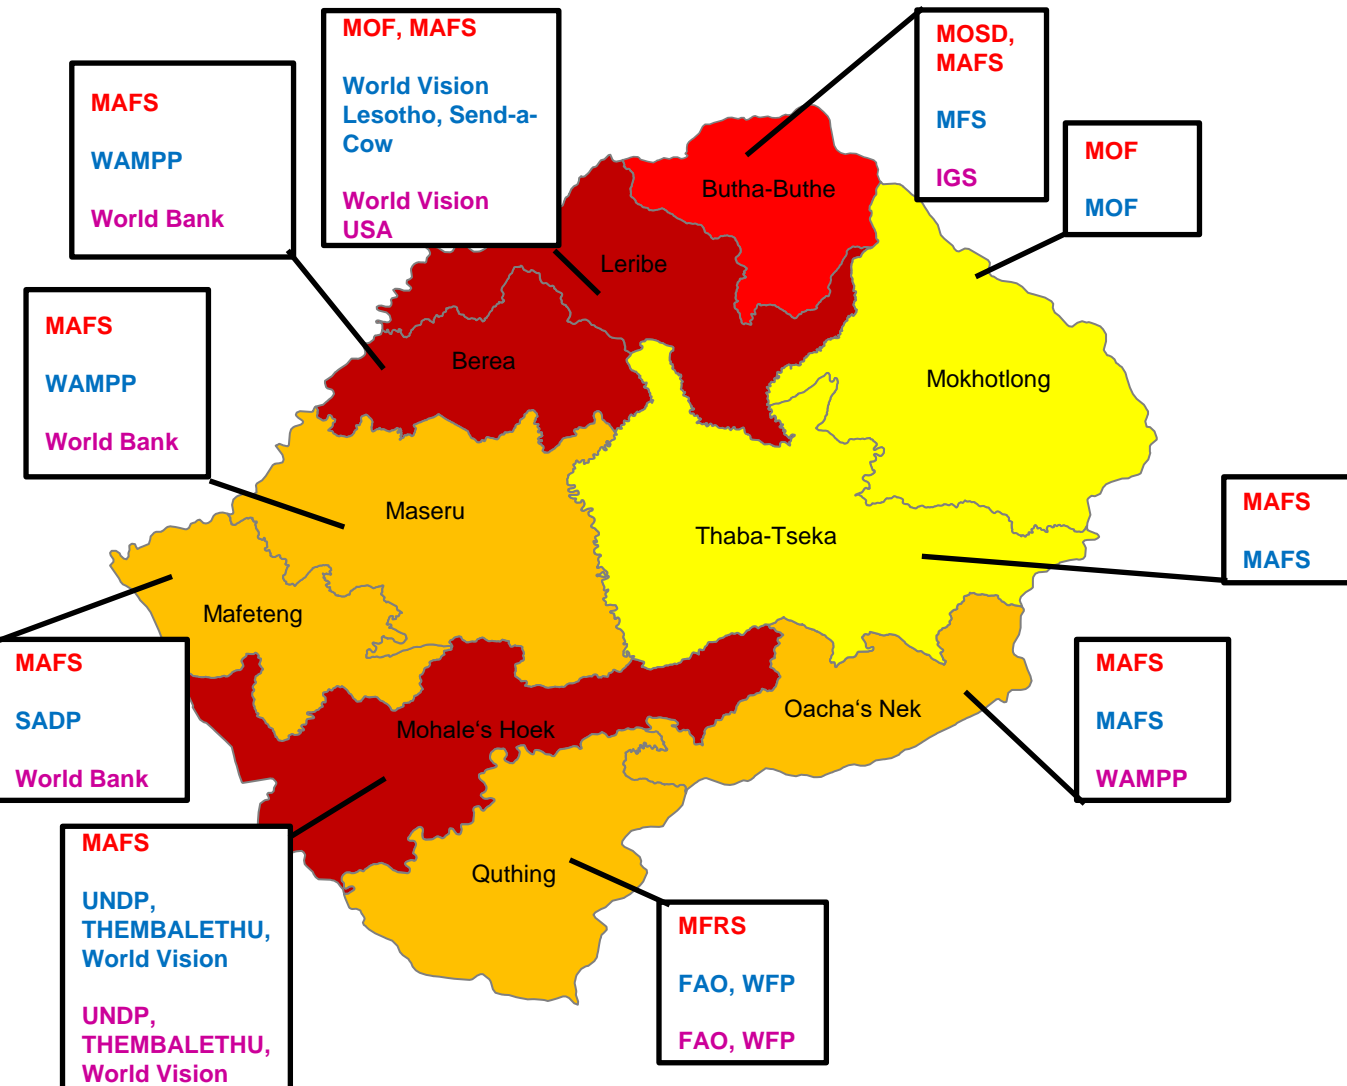 MOF, MAFS
World Vision
Lesotho, Send-a-
Cow
World Vision
USA
MOSD,
MAFS
MFS
IGS
MAFS
WAMPP
World Bank
MOF
MOF
Butha-Buthe
Leribe
MAFS
WAMPP
World Bank
Berea
Mokhotlong
Maseru
Thaba-Tseka
MAFS
MAFS
Mafeteng
MAFS
SADP
World Bank
Oacha‘s Nek
MAFS
MAFS
WAMPP
Mohale‘s Hoek
MAFS
UNDP,
THEMBALETHU,
World Vision
UNDP,
THEMBALETHU,
World Vision
Quthing
MFRS
FAO, WFP
FAO, WFP